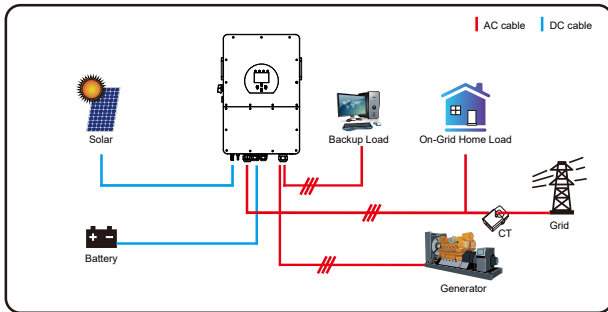 AC cable
DC cable
Solar
Backup Load
On-Grid Home Load
CT
Grid
Battery
Generator